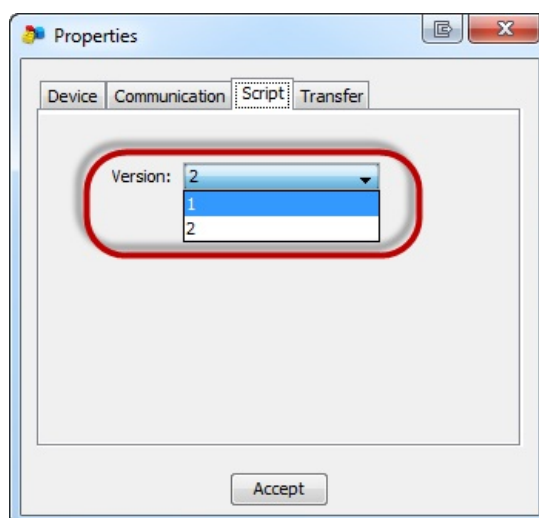 Properties
Device Communication Script Transfer
Version: 2
1
2
Accept